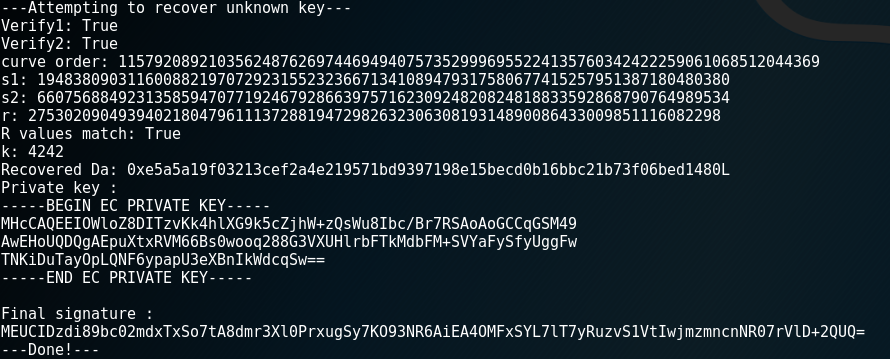 ---Attempting to recover unknown key---
Verify1: True
Verify2: True
curve order: 115792089210356248762697446949407573529996955224135760342422259061068512044369
s1: 19483809031160088219707292315523236671341089479317580677415257951387180480380
s2: 66075688492313585947077192467928663975716230924820824818833592868790764989534
r: 27530209049394021804796111372881947298263230630819314890086433009851116082298
R values match: True
k: 4242
Recovered Da: 0xe5a5a19f03213cef2a4e219571bd9397198e15becd0b16bbc21b73f06bed1480L
Private key :
-----BEGIN EC PRIVATE KEY-----
MHcCAQEEIOWloZ8DITzvKk4hlXG9k5cZjhW+zQsWu8Ibc/Br7RSAoAoGCCqGSM49
AwEHoUQDQgAEpuXtxRVM66Bs0wooq288G3VXUHlrbFTkMdbFM+SVYaFySfyUggFw
TNKiDuTayOpLQNF6ypapU3eXBnIkWdcqSw==
-----END EC PRIVATE KEY-----
Final signature :
MEUCIDzdi89bc02mdxTxSo7tA8dmr3Xl0PrxugSy7KO93NR6AiEA4OMFxSYL7lT7yRuzvS1VtIwjmzmncnNR07rVlD+2QUQ=
---Done!---